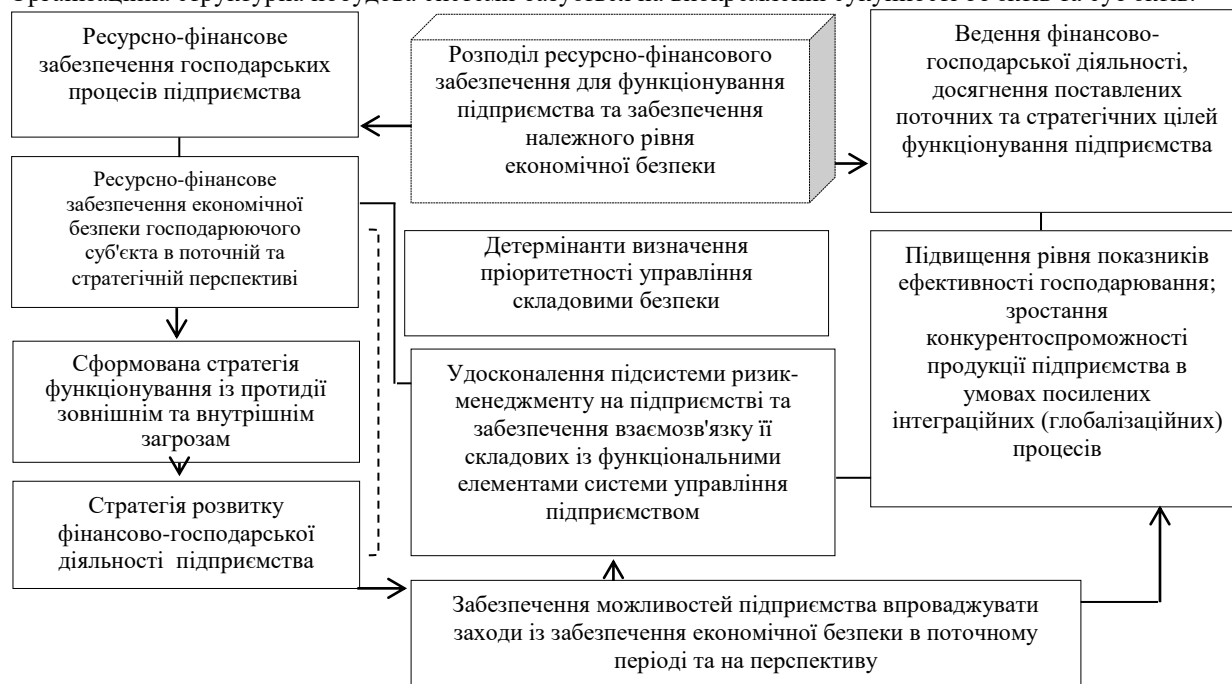 Ресурсно-фінансове
забезпечення господарських
процесів підприємства
Розподіл ресурсно-фінансового
забезпечення для функціонування
підприємства та забезпечення
належного рівня
економічної безпеки
Ведення фінансово-
господарської діяльності,
досягнення поставлених
поточних та стратегічних цілей
функціонування підприємства
Ресурсно-фінансове
забезпечення економічної
безпеки господарюючого
суб'єкта в поточній та
стратегічній перспективі
Детермінанти визначення
пріоритетності управління
складовими безпеки
Підвищення рівня показників
ефективності господарювання;
зростання
конкурентоспроможності
продукції підприємства в
умовах посилених
інтеграційних (глобалізаційних)
процесів
Сформована стратегія
функціонування із протидії
зовнішнім та внутрішнім
загрозам
Удосконалення підсистеми ризик-
менеджменту на підприємстві та
забезпечення взаємозв'язку її
складових із функціональними
елементами системи управління
підприємством
Стратегія розвитку
фінансово-господарської
діяльності підприємства
Забезпечення можливостей підприємства впроваджувати
заходи із забезпечення економічної безпеки в поточному
періоді та на перспективу